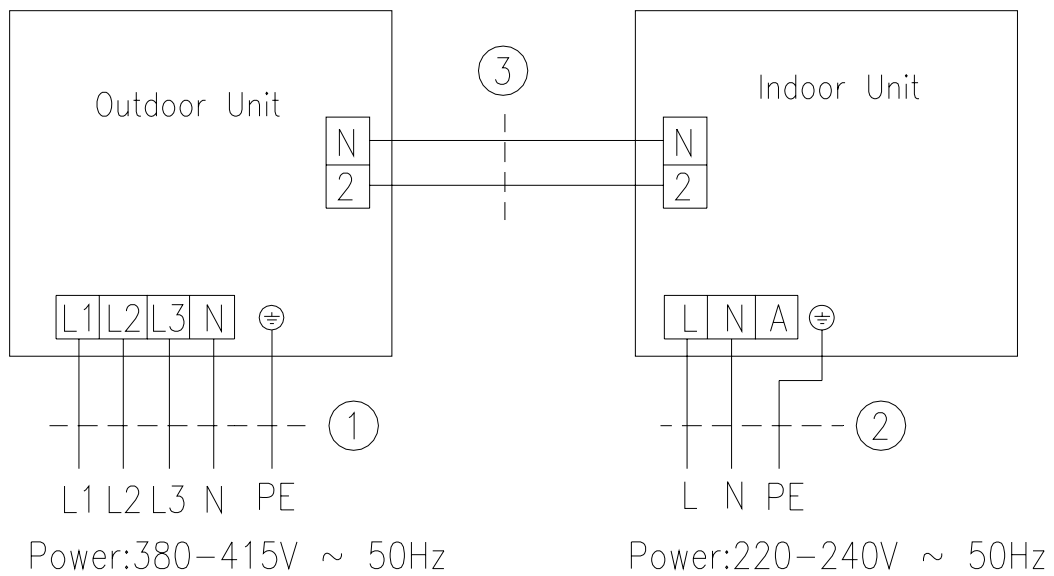 Outdoor Unit
Indoor Unit
3
N
N
2
2
L1 L2 L3 N
L N A
1
2
L1 L2 L3 N PE
L N PE
Power:380-415V ~ 50Hz
Power:220-240V ~ 50Hz